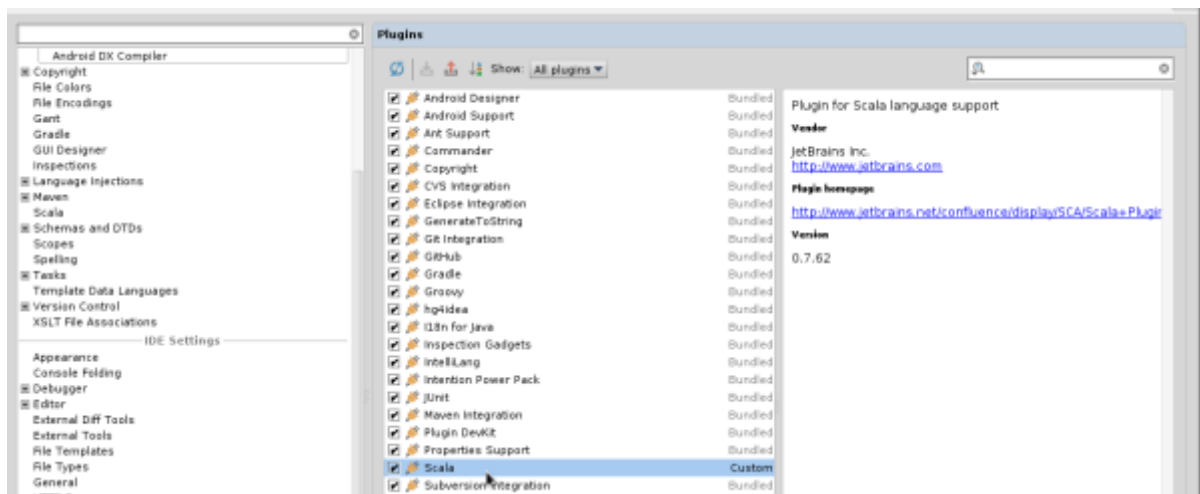 Plugins
Android DX Compiler
Copyright
File Colors
File Encodings
Gant
Gradle
GUI Designer
Inspections
Language Injections
Maven
Scala
Schemas and DTDs
Scopes
Spelling
Tasks
Template Data Languages
Version Control
XSLT File Associations
IDE Settings
Appearance
Console Folding
Debugger
Editor
External Diff Tools
External Tools
File Templates
File Types
General
Show: All plugins
Android Designer Bundled
Android Support Bundled
Ant Support Bundled
Commander Bundled
Copyright Bundled
CVS Integration Bundled
Eclipse Integration Bundled
GenerateToString Bundled
Git Integration Bundled
GitHub Bundled
Gradle Bundled
Groovy Bundled
hg4idea Bundled
I18n for Java Bundled
Inspection Gadgets Bundled
IntelliLang Bundled
Intention Power Pack Bundled
JUnit Bundled
Maven Integration Bundled
Plugin DevKit Bundled
Properties Support Bundled
Scala Custom
Subversion Integration Bundled
Plugin for Scala language support
Vendor
JetBrains Inc.
http://www.jetbrains.com
Plugin homepage
http://www.jetbrains.net/confluence/display/SCA/Scala+Plugin
Version
0.7.62